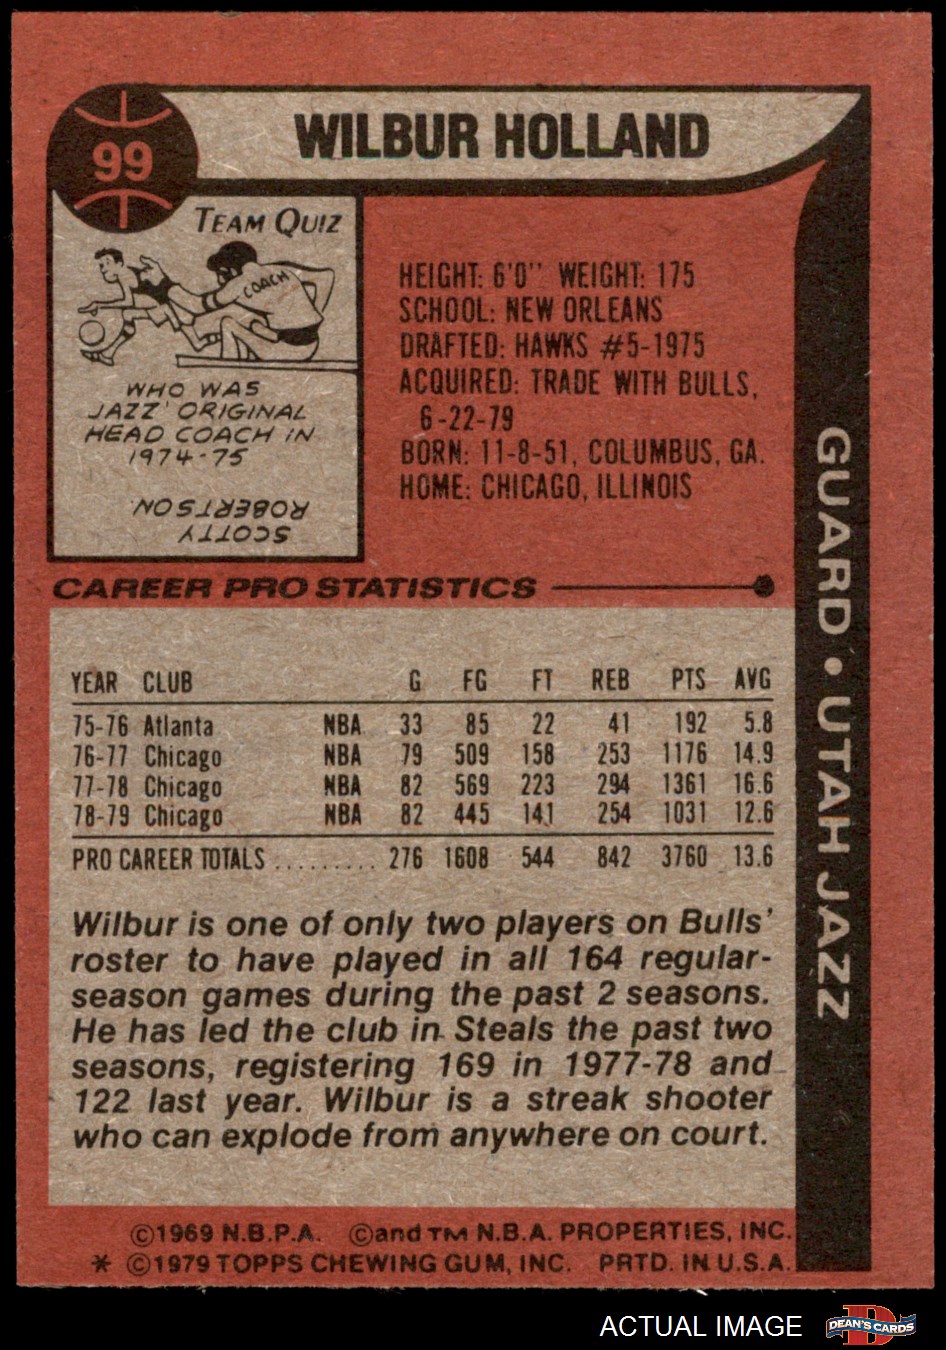 99
WILBUR HOLLAND
TEAM QUIZ
COACH
WHO WAS
JAZZ' ORIGINAL
HEAD COACH IN
1974-75
SCOTTY
ROBERTSON
HEIGHT: 6'0" WEIGHT: 175
SCHOOL: NEW ORLEANS
DRAFTED: HAWKS #5-1975
ACQUIRED: TRADE WITH BULLS,
6-22-79
BORN: 11-8-51, COLUMBUS, GA.
HOME: CHICAGO, ILLINOIS
GUARD • UTAH JAZZ
CAREER PRO STATISTICS
YEAR CLUB G FG FT REB PTS AVG
75-76 Atlanta NBA 33 85 22 41 192 5.8
76-77 Chicago NBA 79 509 158 253 1176 14.9
77-78 Chicago NBA 82 569 223 294 1361 16.6
78-79 Chicago NBA 82 445 141 254 1031 12.6
PRO CAREER TOTALS ......... 276 1608 544 842 3760 13.6
Wilbur is one of only two players on Bulls'
roster to have played in all 164 regular-
season games during the past 2 seasons.
He has led the club in Steals the past two
seasons, registering 169 in 1977-78 and
122 last year. Wilbur is a streak shooter
who can explode from anywhere on court.
©1969 N.B.P.A. ©and TM N.B.A. PROPERTIES, INC.
* ©1979 TOPPS CHEWING GUM, INC. PRTD. IN U.S.A.
ACTUAL IMAGE
DEAN'S CARDS